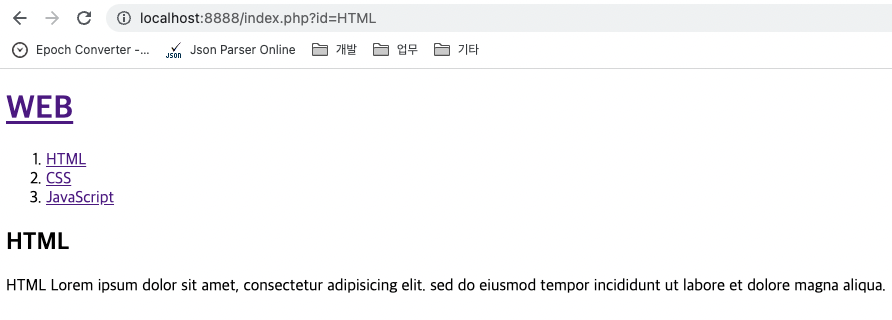 localhost:8888/index.php?id=HTML
Epoch Converter -... JSON Json Parser Online 개발 업무 기타
WEB
1. HTML
2. CSS
3. JavaScript
HTML
HTML Lorem ipsum dolor sit amet, consectetur adipisicing elit. sed do eiusmod tempor incididunt ut labore et dolore magna aliqua.